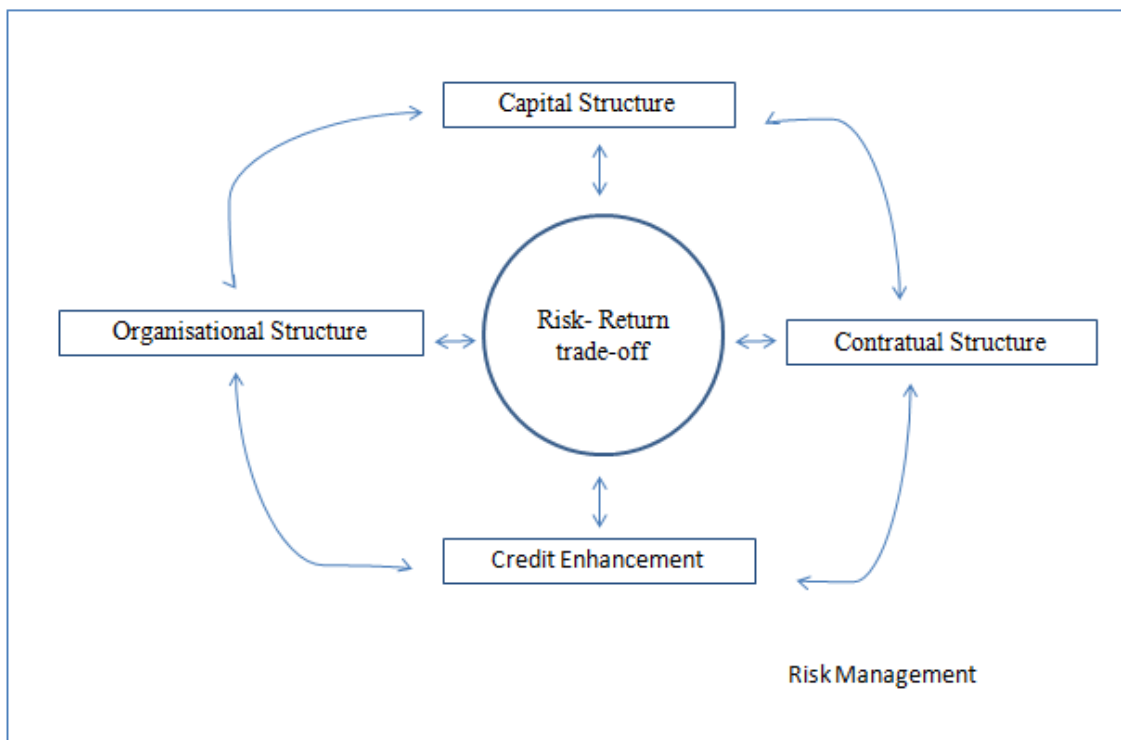 Capital Structure
Organisational Structure
Risk- Return
trade-off
Contratual Structure
Credit Enhancement
Risk Management